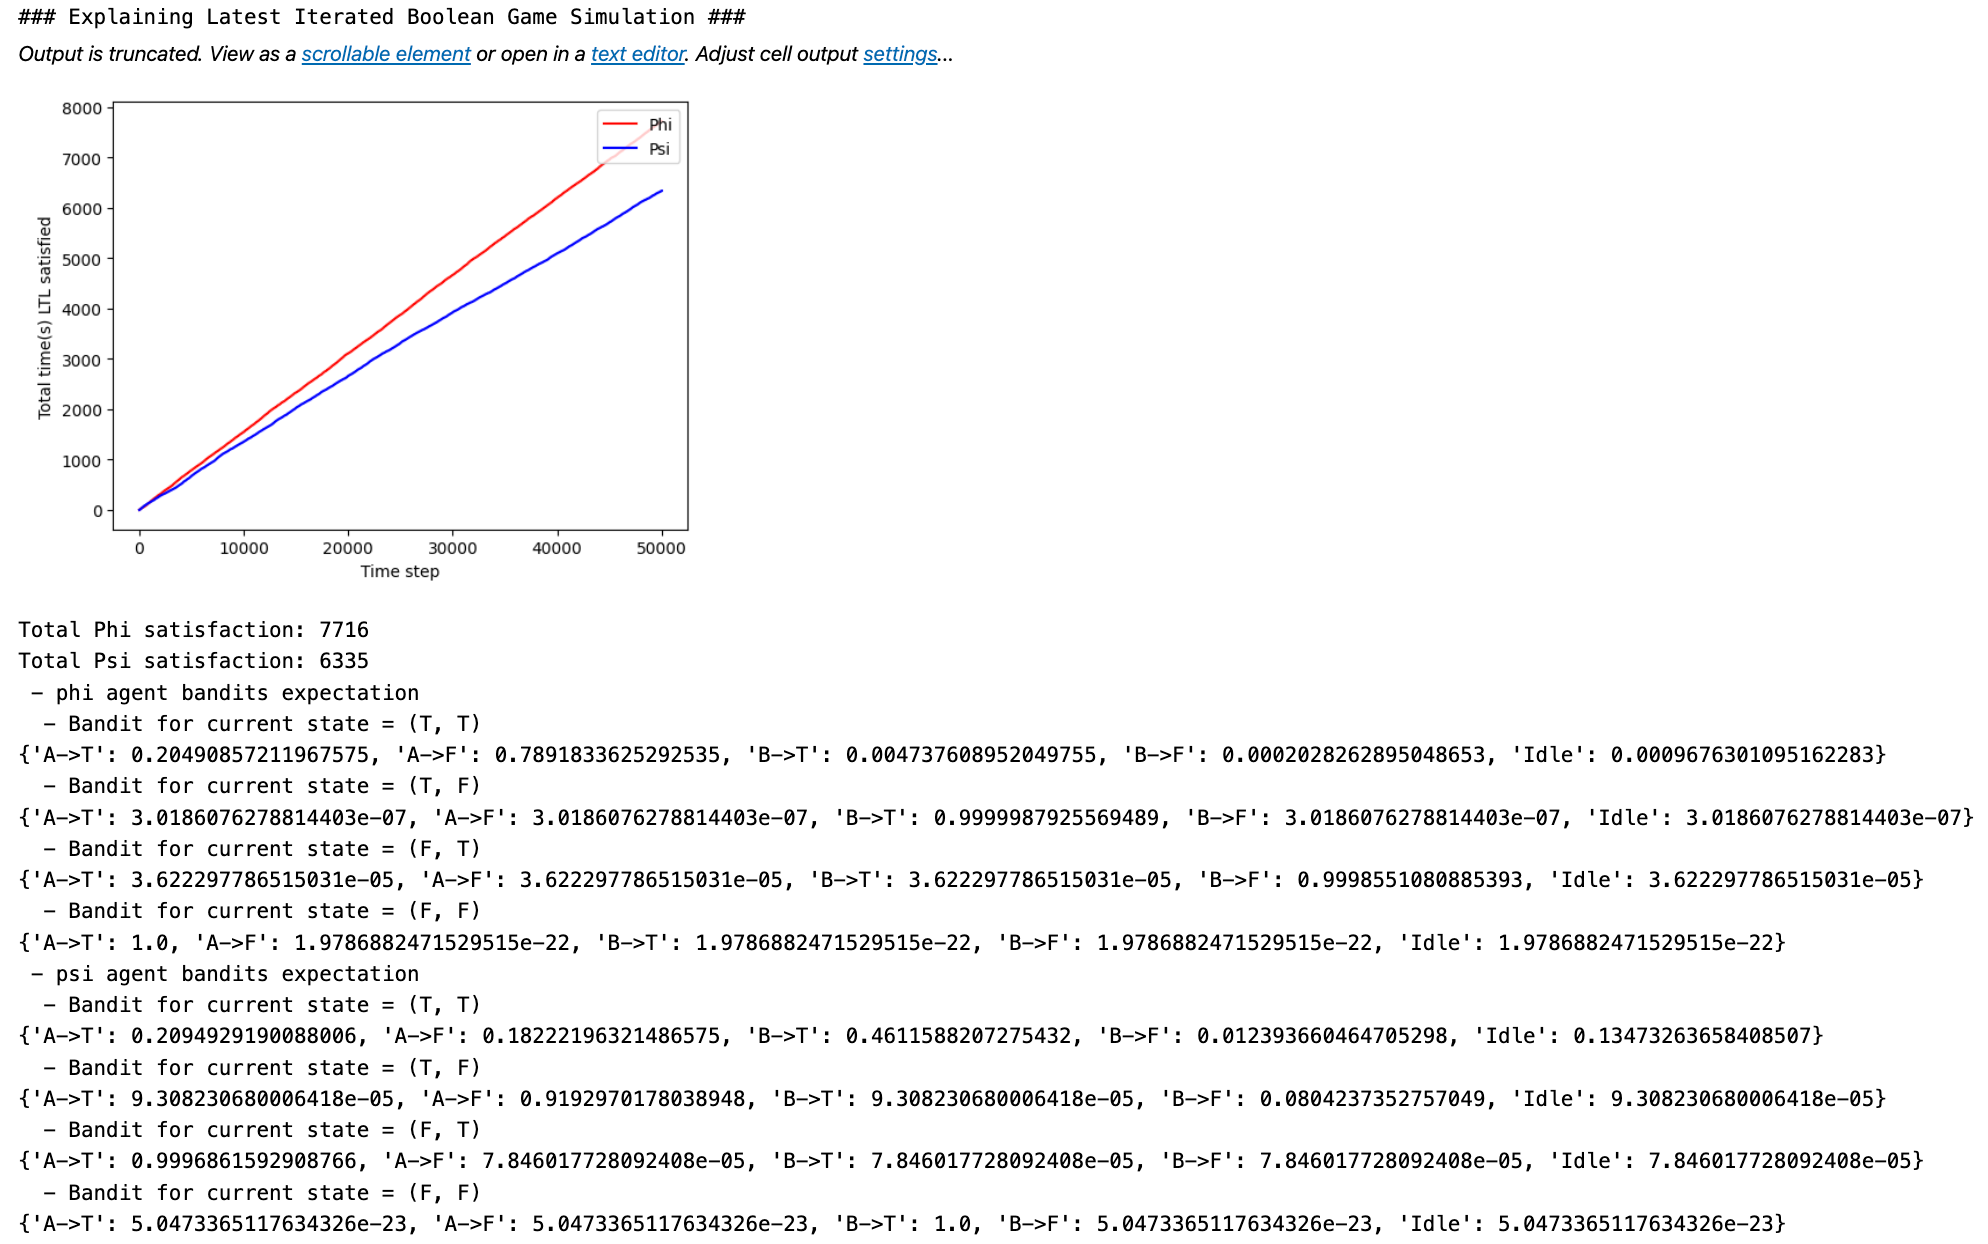 ### Explaining Latest Iterated Boolean Game Simulation ###
Output is truncated. View as a scrollable element or open in a text editor. Adjust cell output settings...
8000
7000
6000
5000
4000
3000
2000
1000
0
Total time(s) LTL satisfied
Phi
Psi
0 10000 20000 30000 40000 50000
Time step
Total Phi satisfaction: 7716
Total Psi satisfaction: 6335
– phi agent bandits expectation
– Bandit for current state = (T, T)
{'A–>T': 0.20490857211967575, 'A–>F': 0.7891833625292535, 'B–>T': 0.004737608952049755, 'B–>F': 0.0002028262895048653, 'Idle': 0.0009676301095162283}
– Bandit for current state = (T, F)
{'A–>T': 3.0186076278814403e-07, 'A–>F': 3.0186076278814403e-07, 'B–>T': 0.9999987925569489, 'B–>F': 3.0186076278814403e-07, 'Idle': 3.0186076278814403e-07}
– Bandit for current state = (F, T)
{'A–>T': 3.622297786515031e-05, 'A–>F': 3.622297786515031e-05, 'B–>T': 3.622297786515031e-05, 'B–>F': 0.9998551080885393, 'Idle': 3.622297786515031e-05}
– Bandit for current state = (F, F)
{'A–>T': 1.0, 'A–>F': 1.9786882471529515e-22, 'B–>T': 1.9786882471529515e-22, 'B–>F': 1.9786882471529515e-22, 'Idle': 1.9786882471529515e-22}
– psi agent bandits expectation
– Bandit for current state = (T, T)
{'A–>T': 0.2094929190088006, 'A–>F': 0.18222196321486575, 'B–>T': 0.4611588207275432, 'B–>F': 0.012393660464705298, 'Idle': 0.13473263658408507}
– Bandit for current state = (T, F)
{'A–>T': 9.308230680006418e-05, 'A–>F': 0.9192970178038948, 'B–>T': 9.308230680006418e-05, 'B–>F': 0.0804237352757049, 'Idle': 9.308230680006418e-05}
– Bandit for current state = (F, T)
{'A–>T': 0.9996861592908766, 'A–>F': 7.846017728092408e-05, 'B–>T': 7.846017728092408e-05, 'B–>F': 7.846017728092408e-05, 'Idle': 7.846017728092408e-05}
– Bandit for current state = (F, F)
{'A–>T': 5.0473365117634326e-23, 'A–>F': 5.0473365117634326e-23, 'B–>T': 1.0, 'B–>F': 5.0473365117634326e-23, 'Idle': 5.0473365117634326e-23}